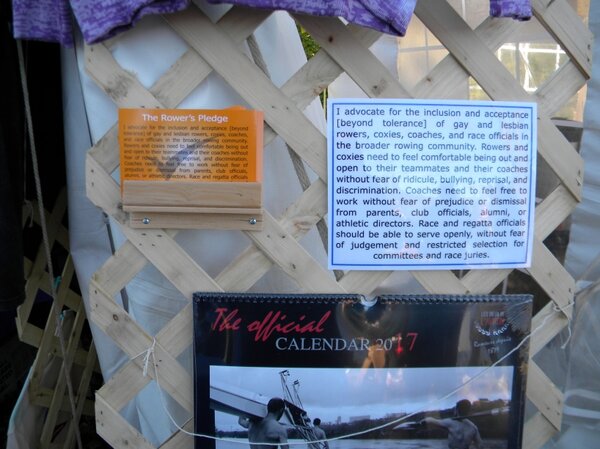 The Rower's Pledge
I advocate for the inclusion and acceptance [beyond
tolerance] of gay and lesbian rowers, coxies, coaches,
and race officials in the broader rowing community.
Rowers and coxies need to feel comfortable being out
and open to their teammates and their coaches without
fear of ridicule, bullying, reprisal, and discrimination.
Coaches need to feel free to work without fear of
prejudice or dismissal from parents, club officials,
alumni, or athletic directors. Race and regatta officials
I advocate for the inclusion and acceptance
[beyond tolerance] of gay and lesbian
rowers, coxies, coaches, and race officials in
the broader rowing community. Rowers and
coxies need to feel comfortable being out and
open to their teammates and their coaches
without fear of ridicule, bullying, reprisal, and
discrimination. Coaches need to feel free to
work without fear of prejudice or dismissal
from parents, club officials, alumni, or
athletic directors. Race and regatta officials
should be able to serve openly, without fear
of judgement and restricted selection for
committees and race juries.
The official
CALENDAR 2017